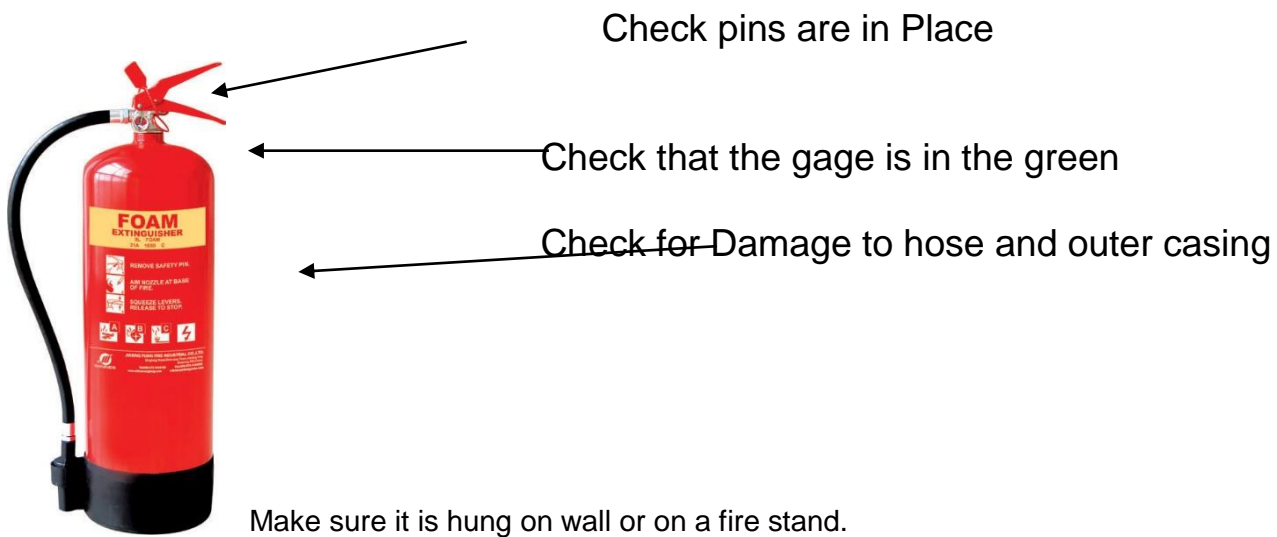 Check pins are in Place
Check that the gage is in the green
Check for Damage to hose and outer casing
FOAM
EXTINGUISHER
9L FOAM
REMOVE SAFETY PIN.
AIM NOZZLE AT BASE
OF FIRE.
SQUEEZE LEVERS.
RELEASE TO STOP.
A B C
Make sure it is hung on wall or on a fire stand.